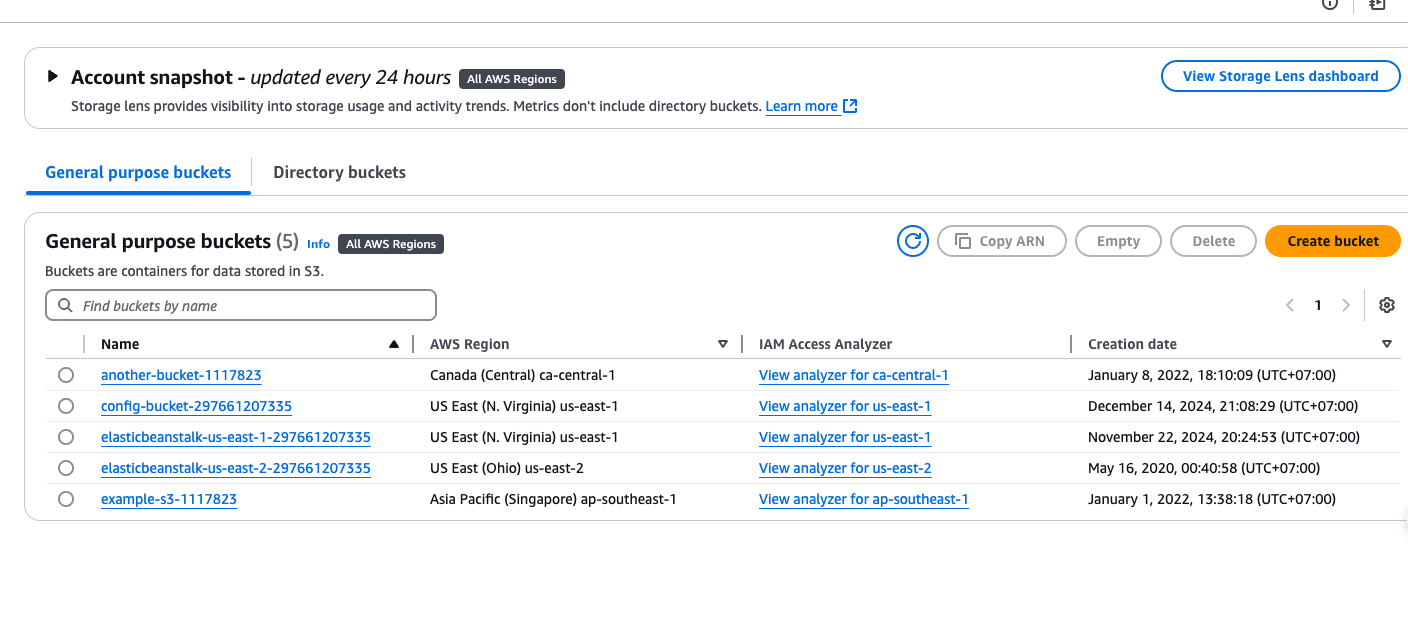 Account snapshot - updated every 24 hours All AWS Regions
View Storage Lens dashboard
Storage lens provides visibility into storage usage and activity trends. Metrics don't include directory buckets. Learn more
General purpose buckets Directory buckets
General purpose buckets (5) Info All AWS Regions
Copy ARN Empty Delete Create bucket
Buckets are containers for data stored in S3.
Find buckets by name
1
Name AWS Region IAM Access Analyzer Creation date
another-bucket-1117823 Canada (Central) ca-central-1 View analyzer for ca-central-1 January 8, 2022, 18:10:09 (UTC+07:00)
config-bucket-297661207335 US East (N. Virginia) us-east-1 View analyzer for us-east-1 December 14, 2024, 21:08:29 (UTC+07:00)
elasticbeanstalk-us-east-1-297661207335 US East (N. Virginia) us-east-1 View analyzer for us-east-1 November 22, 2024, 20:24:53 (UTC+07:00)
elasticbeanstalk-us-east-2-297661207335 US East (Ohio) us-east-2 View analyzer for us-east-2 May 16, 2020, 00:40:58 (UTC+07:00)
example-s3-1117823 Asia Pacific (Singapore) ap-southeast-1 View analyzer for ap-southeast-1 January 1, 2022, 13:38:18 (UTC+07:00)